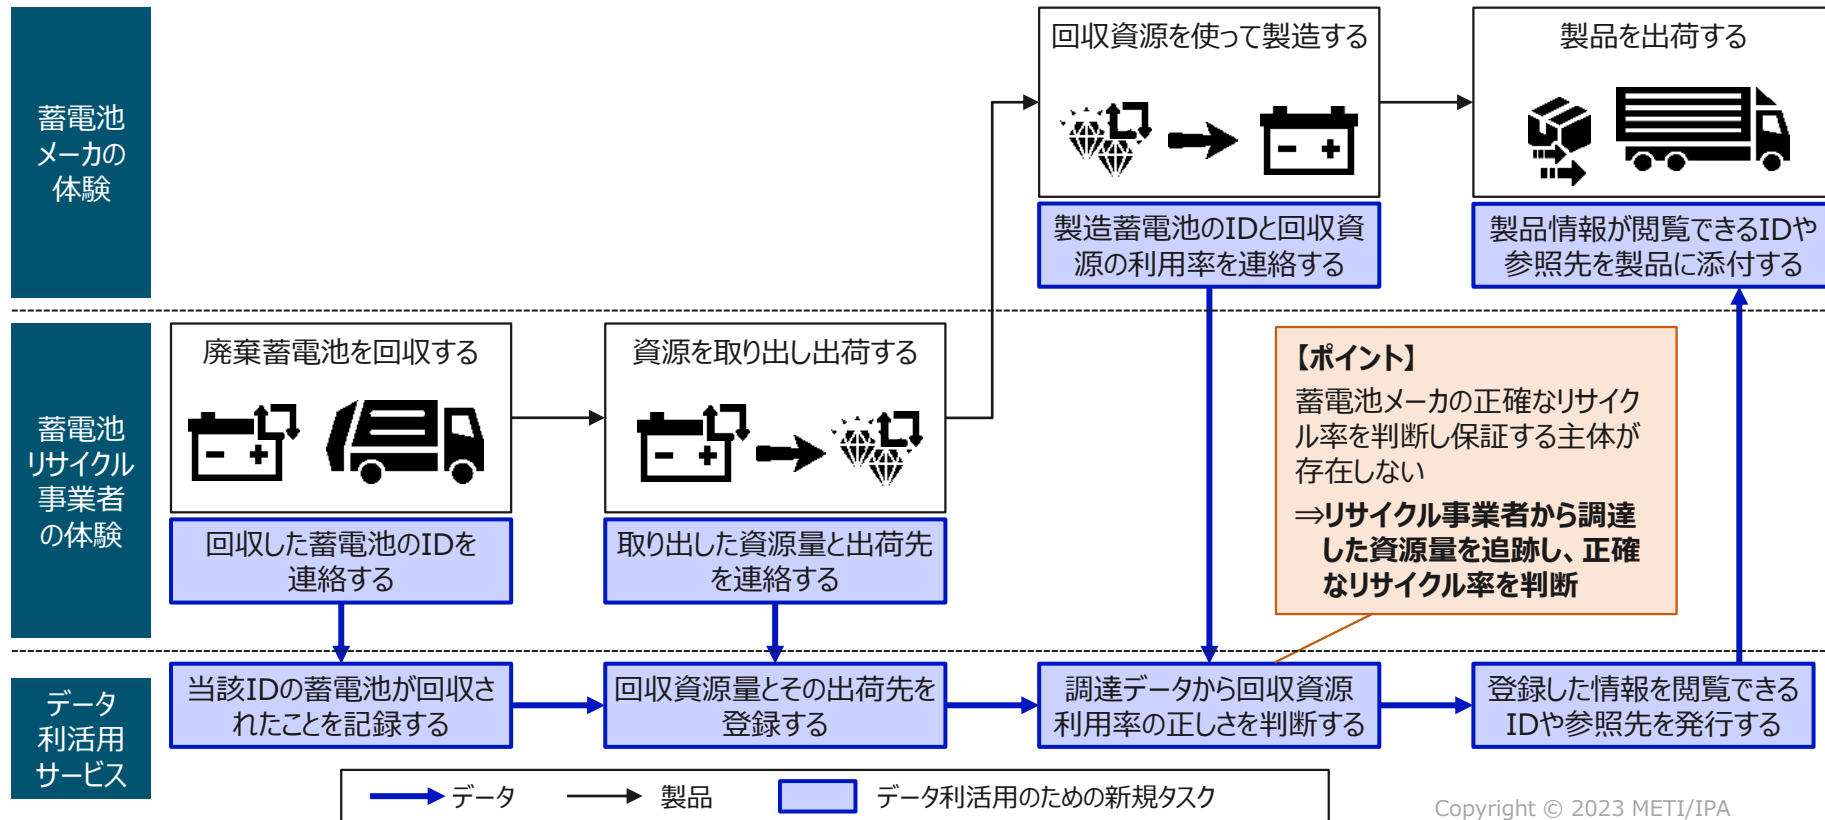 蓄電池
メーカの
体験
回収資源を使って製造する
製品を出荷する
製造蓄電池のIDと回収資
源の利用率を連絡する
製品情報が閲覧できるIDや
参照先を製品に添付する
蓄電池
リサイクル
事業者
の体験
廃棄蓄電池を回収する
資源を取り出し出荷する
回収した蓄電池のIDを
連絡する
取り出した資源量と出荷先
を連絡する
【ポイント】
蓄電池メーカの正確なリサイク
ル率を判断し保証する主体が
存在しない
⇒リサイクル事業者から調達
した資源量を追跡し、正確
なリサイクル率を判断
データ
利活用
サービス
当該IDの蓄電池が回収さ
れたことを記録する
回収資源量とその出荷先を
登録する
調達データから回収資源
利用率の正しさを判断する
登録した情報を閲覧できる
IDや参照先を発行する
データ
製品
データ利活用のための新規タスク
Copyright © 2023 METI/IPA